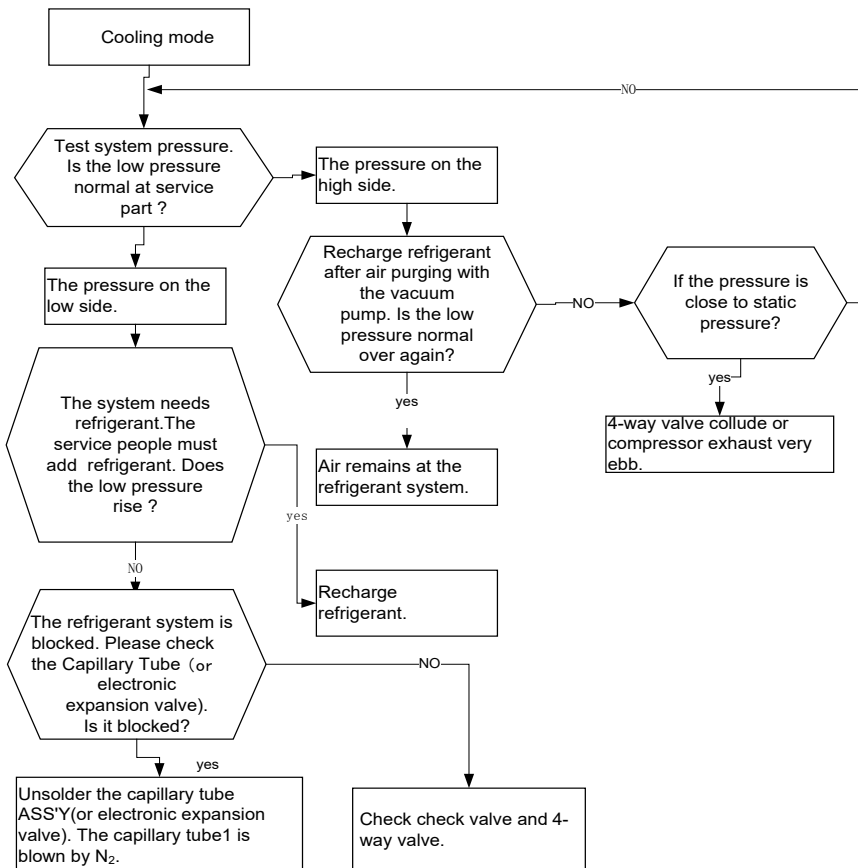 Cooling mode
NO
Test system pressure.
Is the low pressure
normal at service
part ?
The pressure on the
high side.
The pressure on the
low side.
Recharge refrigerant
after air purging with
the vacuum
pump. Is the low
pressure normal
over again?
NO
If the pressure is
close to static
pressure?
yes
4-way valve collude or
compressor exhaust very
ebb.
yes
Air remains at the
refrigerant system.
The system needs
refrigerant.The
service people must
add refrigerant. Does
the low pressure
rise ?
yes
Recharge
refrigerant.
NO
The refrigerant system is
blocked. Please check
the Capillary Tube（or
electronic
expansion valve).
Is it blocked?
NO
yes
Unsolder the capillary tube
ASS'Y(or electronic expansion
valve). The capillary tube1 is
blown by N₂.
Check check valve and 4-
way valve.